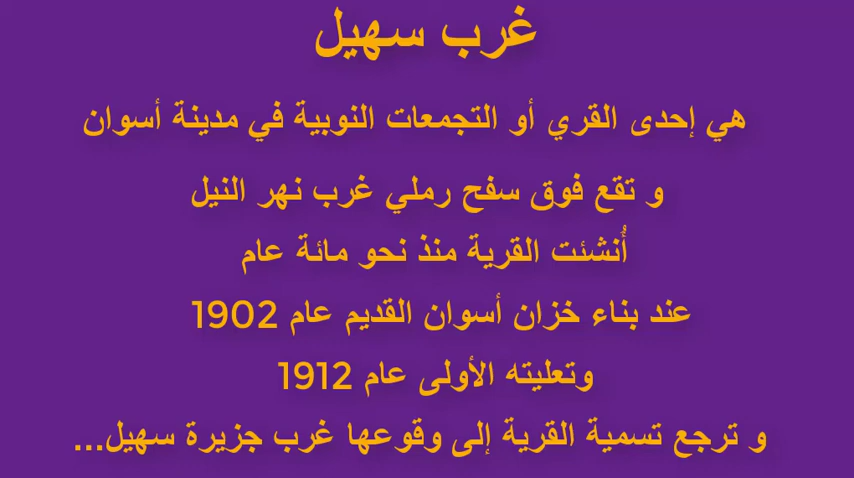 غرب سهيل
هي إحدى القري أو التجمعات النوبية في مدينة أسوان
و تقع فوق سفح رملي غرب نهر النيل
أُنشئت القرية منذ نحو مائة عام
عند بناء خزان أسوان القديم عام 1902
وتعليته الأولى عام 1912
و ترجع تسمية القرية إلى وقوعها غرب جزيرة سهيل...